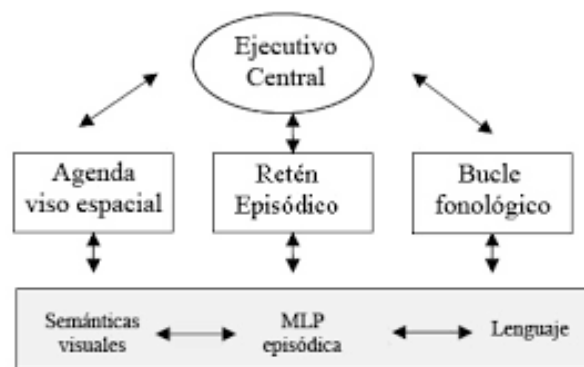 Ejecutivo
Central
Agenda
viso espacial
Retén
Episódico
Bucle
fonológico
Semánticas
visuales
MLP
episódica
Lenguaje